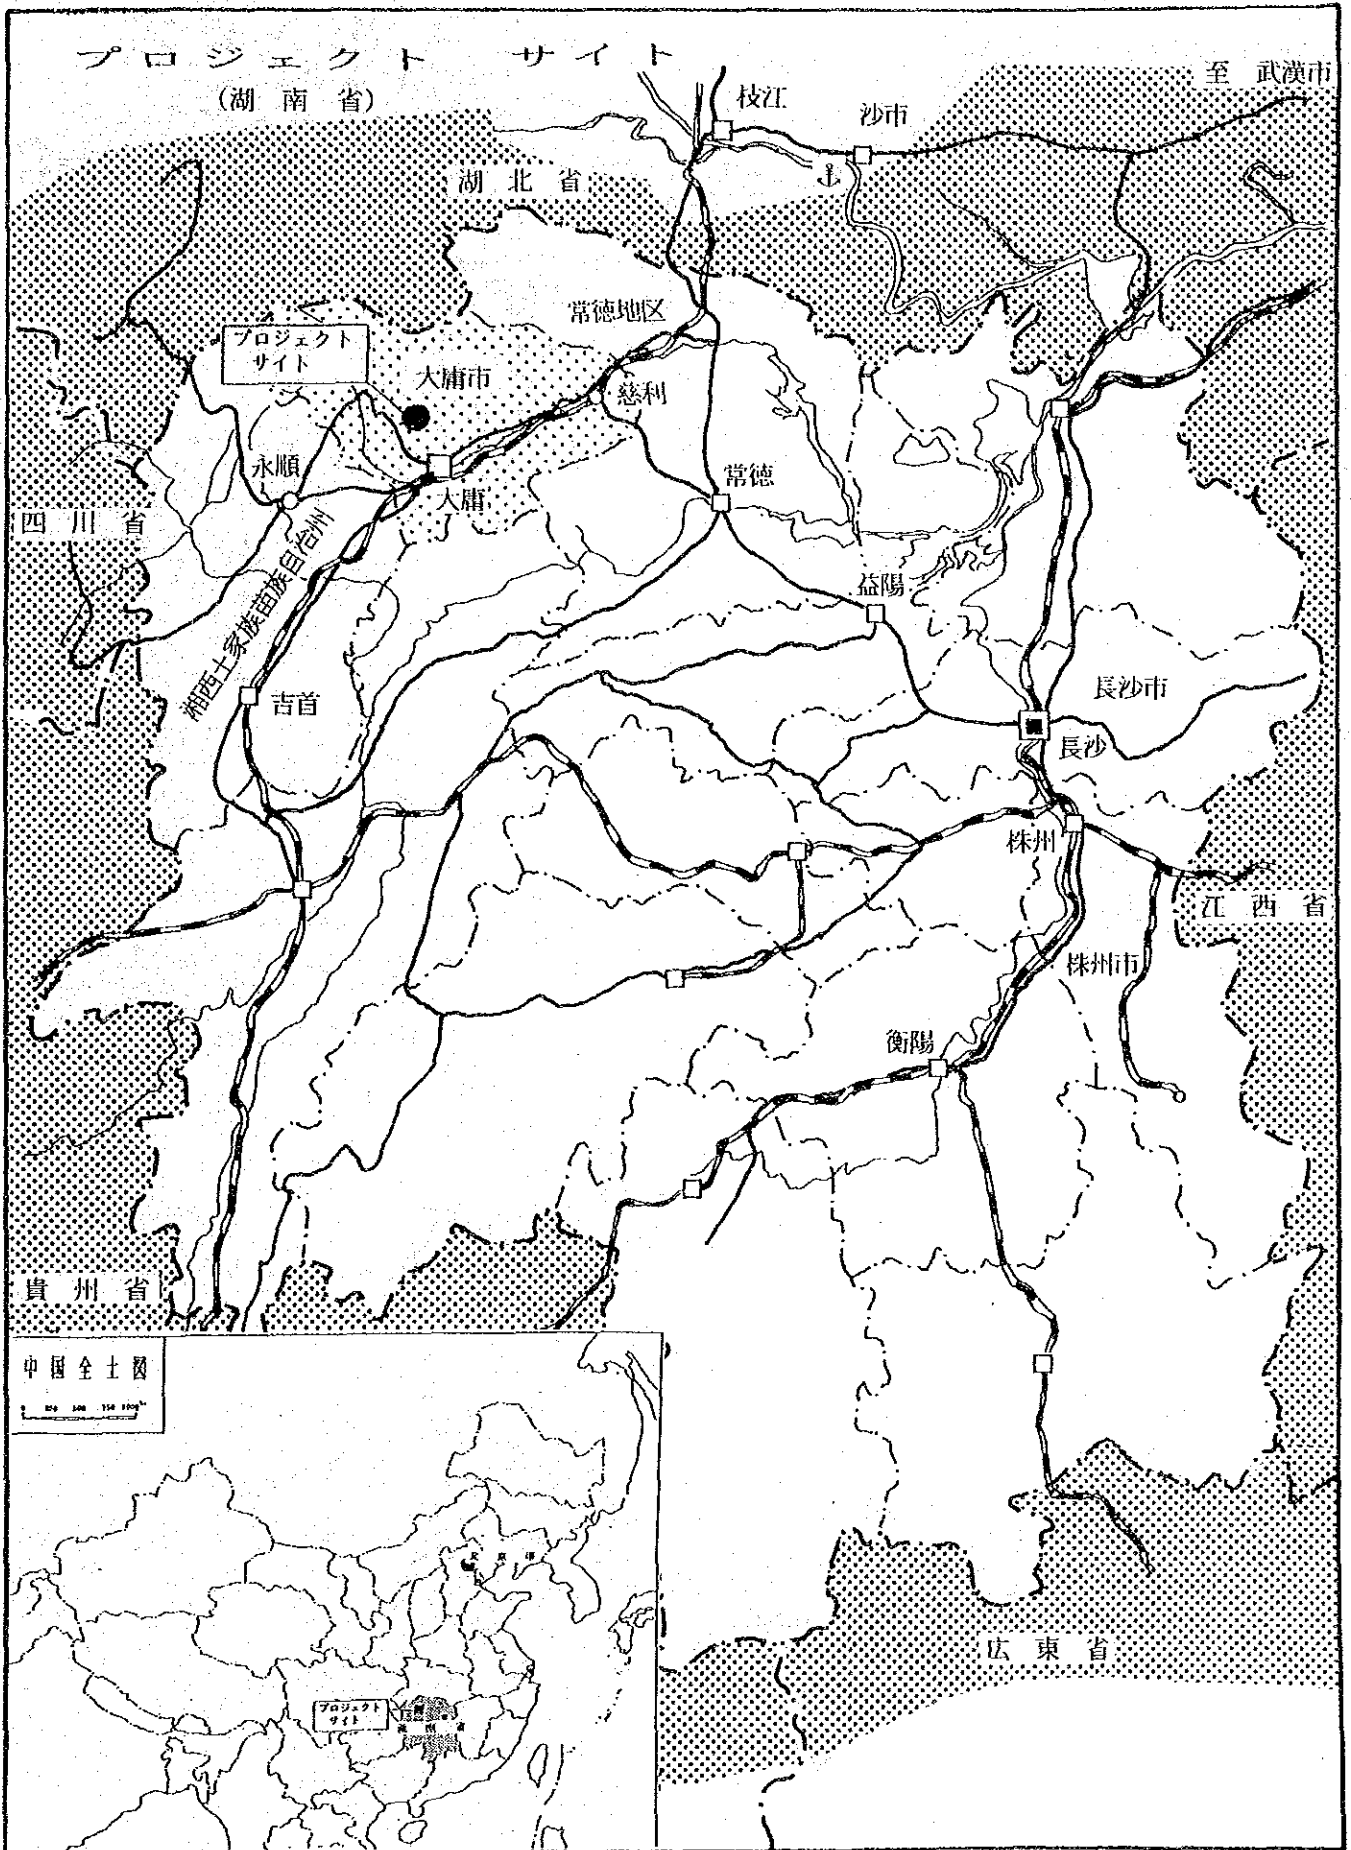 プロジェクト サイト
(湖南省)
至 武漢市
枝江
沙市
湖北省
常徳地区
プロジェクト
サイト
大庸市
慈利
永順
常徳
大庸
四川省
湘西土家族苗族自治州
益陽
吉首
長沙市
長沙
株州
江西省
株州市
衡陽
貴州省
中国全土図
広東省
プロジェクト
サイト